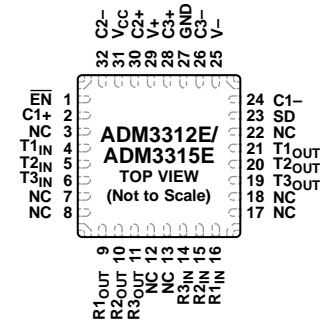 32 C2–
31 VCC
30 C2+
29 V+
28 C3+
27 GND
26 C3–
25 V–
EN 1
C1+ 2
NC 3
T1IN 4
T2IN 5
T3IN 6
NC 7
NC 8
ADM3312E/
ADM3315E
TOP VIEW
(Not to Scale)
24 C1–
23 SD
22 NC
21 T1OUT
20 T2OUT
19 T3OUT
18 NC
17 NC
R1OUT 9
R2OUT 10
R3OUT 11
NC 12
NC 13
R3IN 14
R2IN 15
R1IN 16